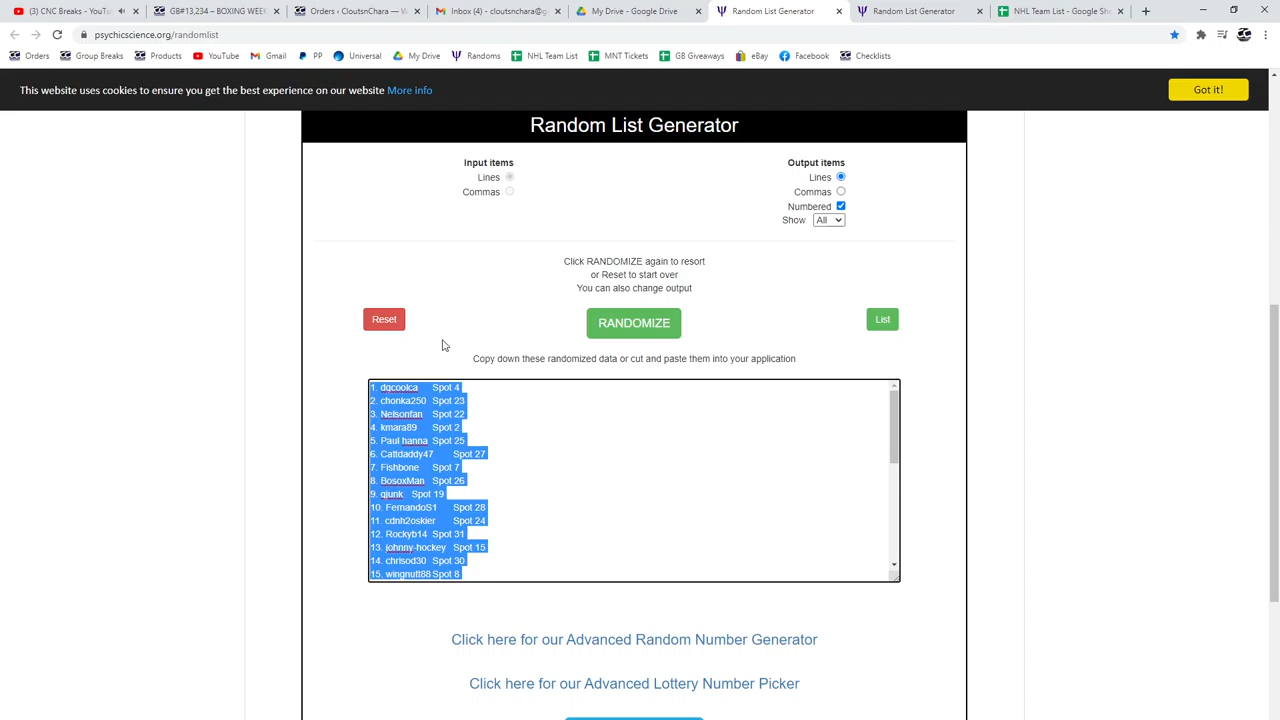 (3) CNC Breaks - YouTu
GB#13,234 – BOXING WEEK
Orders ‹ CloutsnChara — W
Inbox (4) - cloutsnchara@g
My Drive - Google Drive
Random List Generator
Random List Generator
NHL Team List - Google She
psychicscience.org/randomlist
Orders Group Breaks Products YouTube Gmail PP Universal My Drive Randoms NHL Team List MNT Tickets GB Giveaways eBay Facebook Checklists
This website uses cookies to ensure you get the best experience on our website More info
Got it!
Random List Generator
Input items
Lines
Commas
Output items
Lines
Commas
Numbered
Show All
Click RANDOMIZE again to resort
or Reset to start over
You can also change output
Reset
RANDOMIZE
List
Copy down these randomized data or cut and paste them into your application
1. dgcoolca Spot 4
2. chonka250 Spot 23
3. Nelsonfan Spot 22
4. kmara89 Spot 2
5. Paul hanna Spot 25
6. Cattdaddy47 Spot 27
7. Fishbone Spot 7
8. BosoxMan Spot 26
9. qjunk Spot 19
10. FernandoS1 Spot 28
11. cdnh2oskier Spot 24
12. Rockyb14 Spot 31
13. johnny-hockey Spot 15
14. chrisod30 Spot 30
15. wingnutt88 Spot 8
Click here for our Advanced Random Number Generator
Click here for our Advanced Lottery Number Picker